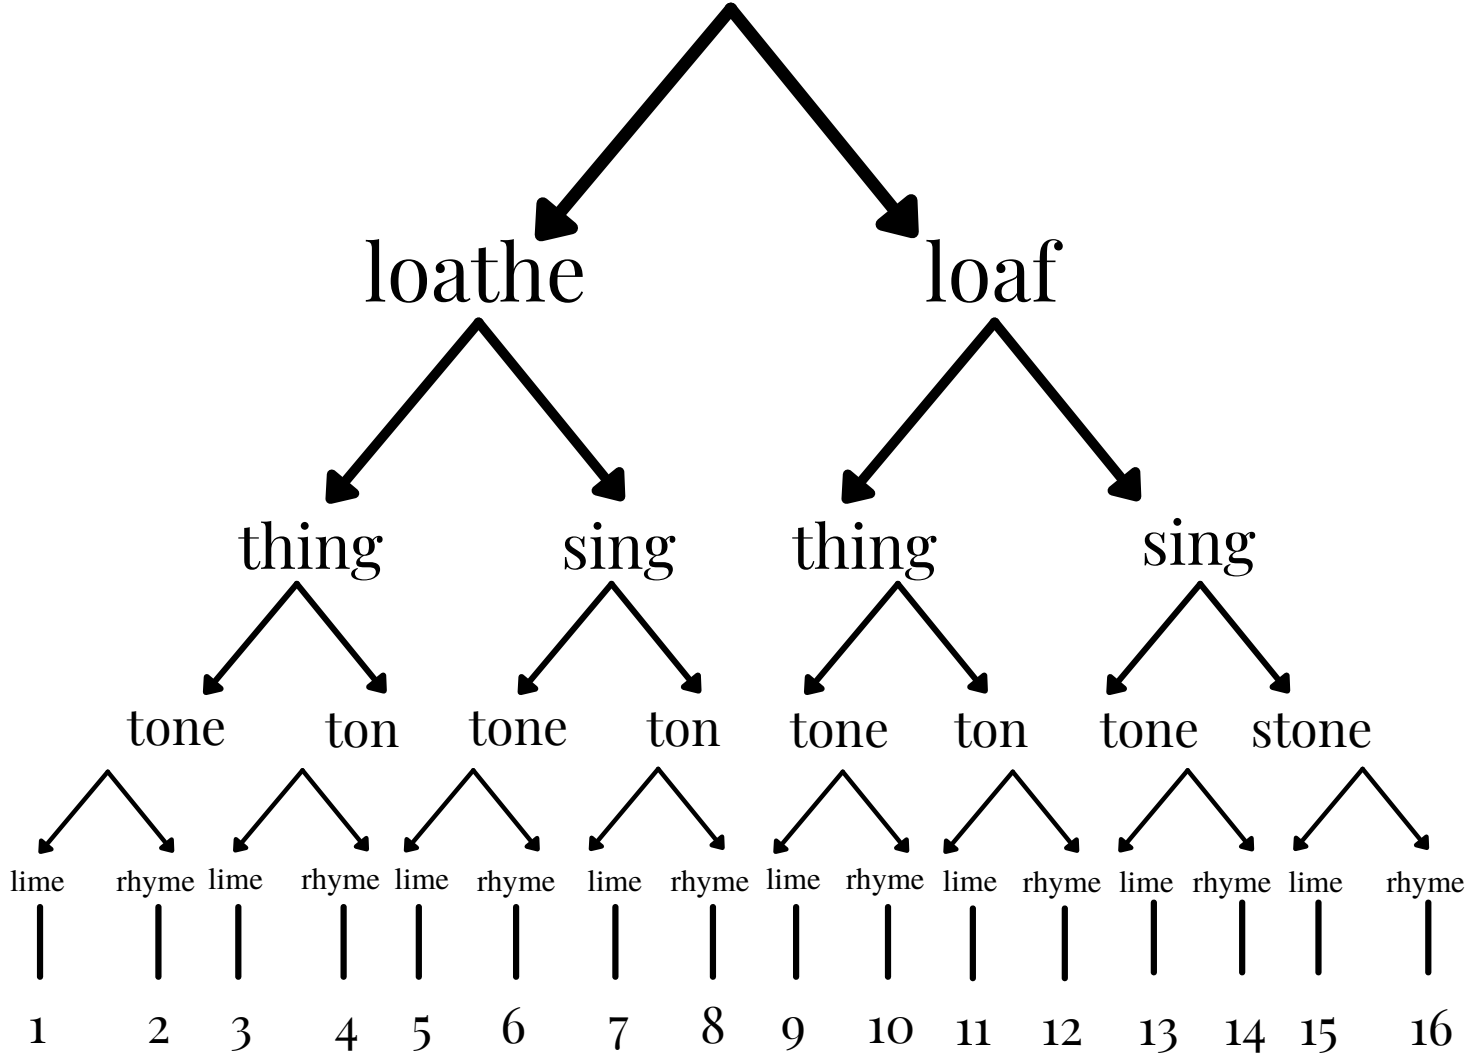 loathe loaf
thing sing thing sing
tone ton tone ton tone ton tone stone
lime rhyme lime rhyme lime rhyme lime rhyme lime rhyme lime rhyme lime rhyme lime rhyme
1 2 3 4 5 6 7 8 9 10 11 12 13 14 15 16